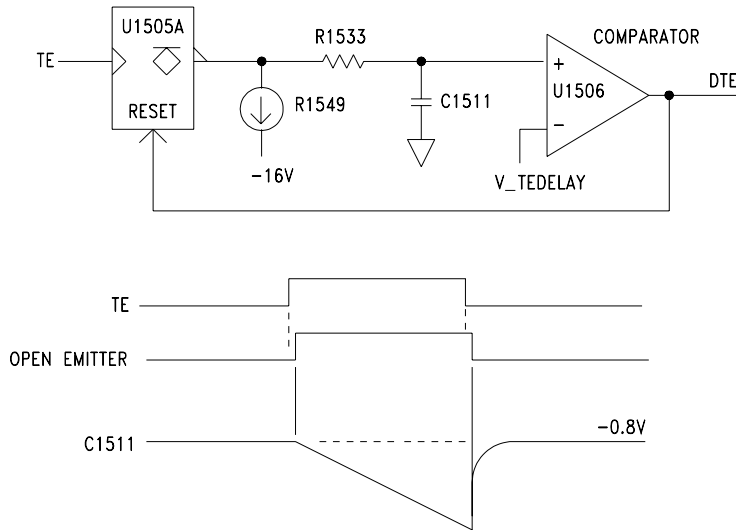 U1505A
TE
RESET
R1533
R1549
-16V
C1511
COMPARATOR
+
U1506
-
V_TEDELAY
DTE
TE
OPEN EMITTER
C1511
-0.8V